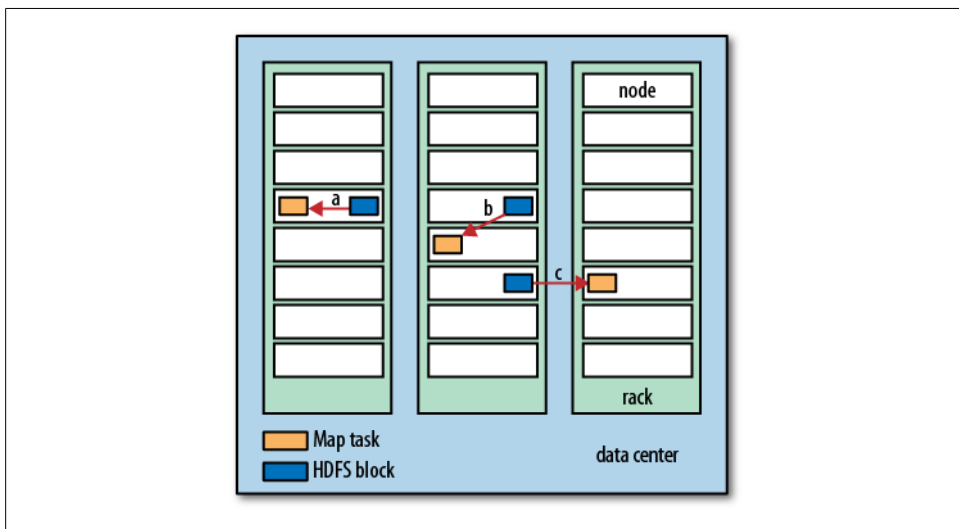 node
a
b
c
rack
Map task
HDFS block
data center